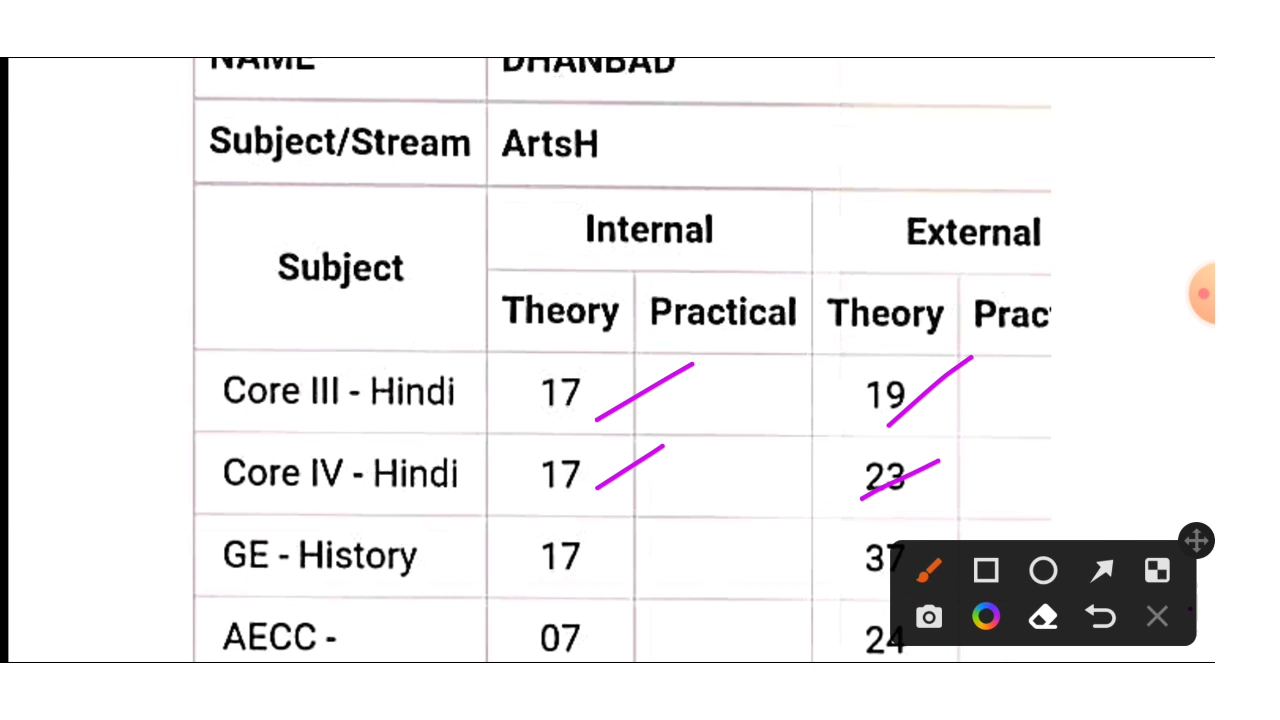 NAME DHANBAD
Subject/Stream ArtsH
Subject Internal External
Theory Practical Theory
Core III - Hindi 17 19
Core IV - Hindi 17 23
GE - History 17 37
AECC - 07 24